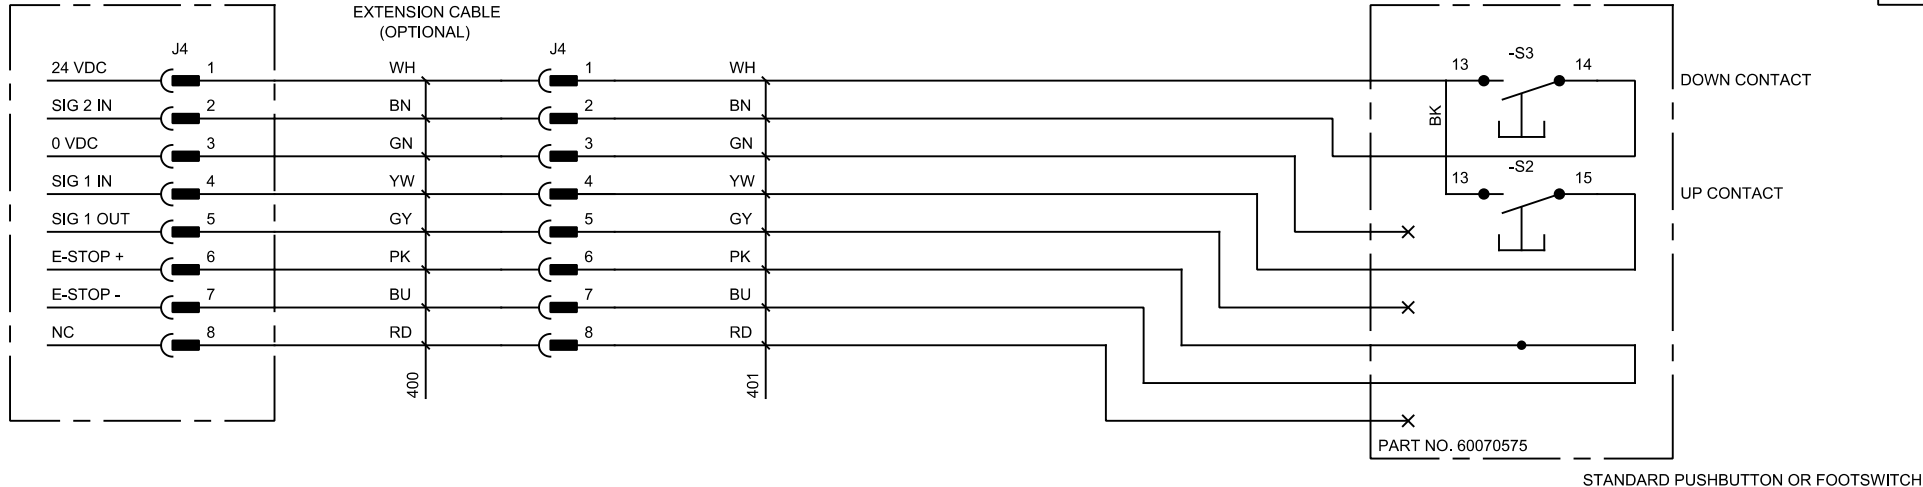 EXTENSION CABLE
(OPTIONAL)
J4
J4
-S3
24 VDC 1 WH 1 WH 13 14 DOWN CONTACT
SIG 2 IN 2 BN 2 BN
BK
0 VDC 3 GN 3 GN
-S2
SIG 1 IN 4 YW 4 YW 13 15 UP CONTACT
SIG 1 OUT 5 GY 5 GY
E-STOP + 6 PK 6 PK
E-STOP - 7 BU 7 BU
NC 8 RD 8 RD
400 401
PART NO. 60070575
STANDARD PUSHBUTTON OR FOOTSWITCH